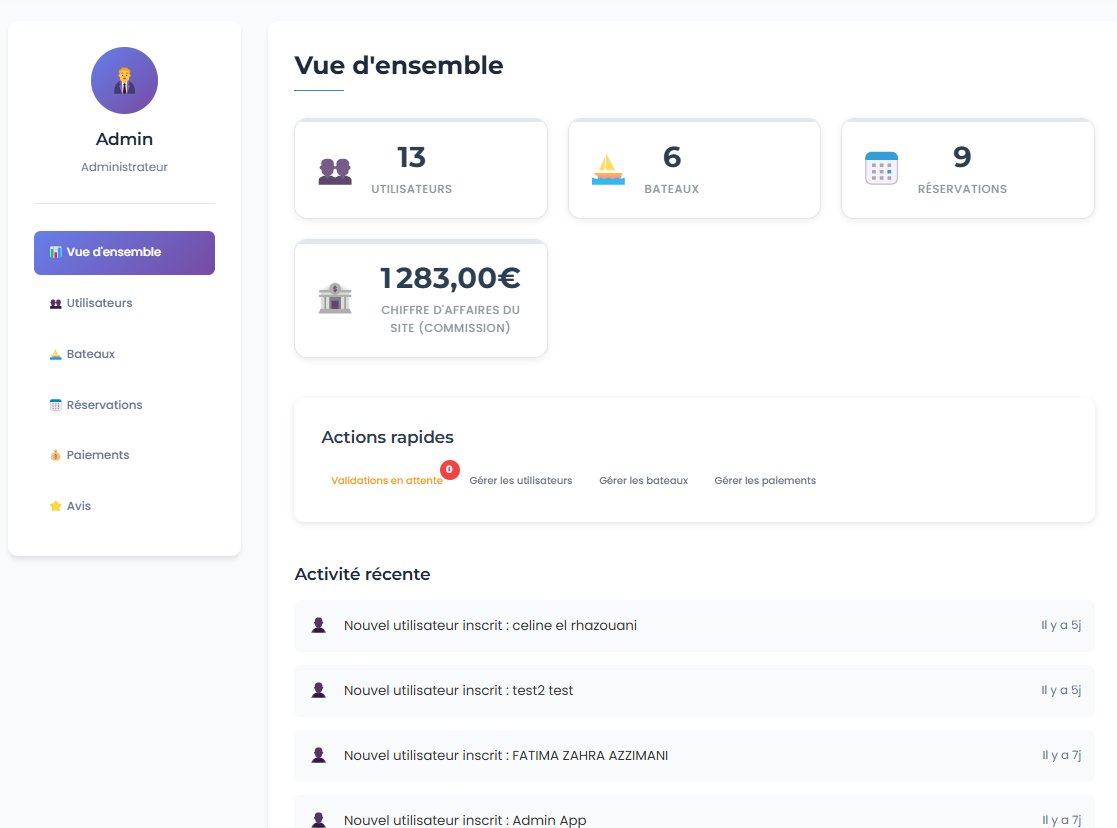 Admin
Administrateur
Vue d'ensemble
Utilisateurs
Bateaux
Réservations
Paiements
Avis
Vue d'ensemble
13
UTILISATEURS
6
BATEAUX
9
RÉSERVATIONS
1 283,00€
CHIFFRE D'AFFAIRES DU
SITE (COMMISSION)
Actions rapides
Validations en attente 0
Gérer les utilisateurs
Gérer les bateaux
Gérer les paiements
Activité récente
Nouvel utilisateur inscrit : celine el rhazouani Il y a 5j
Nouvel utilisateur inscrit : test2 test Il y a 5j
Nouvel utilisateur inscrit : FATIMA ZAHRA AZZIMANI Il y a 7j
Nouvel utilisateur inscrit : Admin App Il y a 7j